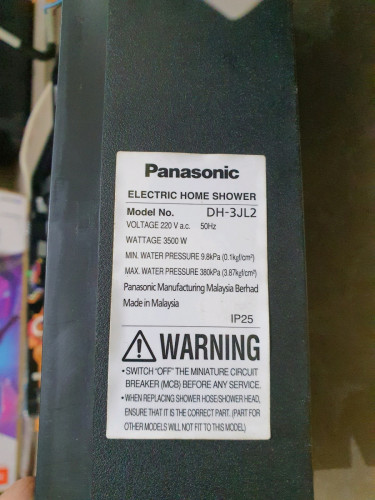 Panasonic
ELECTRIC HOME SHOWER
Model No. DH-3JL2
VOLTAGE 220 V a.c. 50Hz
WATTAGE 3500 W
MIN. WATER PRESSURE 9.8kPa (0.1kgf/cm²)
MAX. WATER PRESSURE 380kPa (3.87kgf/cm²)
Panasonic Manufacturing Malaysia Berhad
Made in Malaysia
IP25
WARNING
• SWITCH "OFF" THE MINIATURE CIRCUIT
BREAKER (MCB) BEFORE ANY SERVICE.
• WHEN REPLACING SHOWER HOSE/SHOWER HEAD,
ENSURE THAT IT IS THE CORRECT PART. (PART FOR
OTHER MODELS WILL NOT FIT TO THIS MODEL)